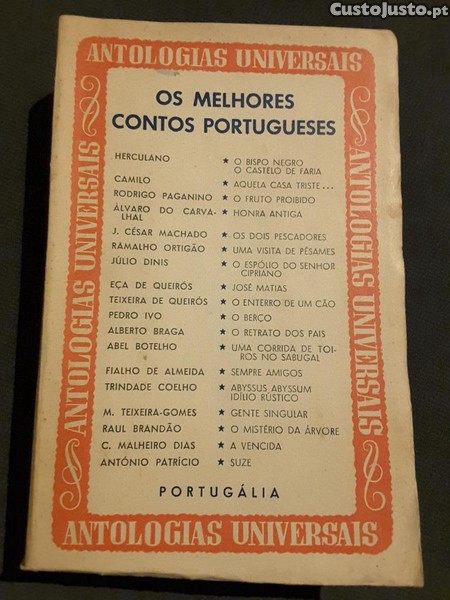 CustoJusto.pt
ANTOLOGIAS UNIVERSAIS
ANTOLOGIAS UNIVERSAIS
ANTOLOGIAS UNIVERSAIS
OS MELHORES
CONTOS PORTUGUESES
HERCULANO ★ O BISPO NEGRO
O CASTELO DE FARIA
CAMILO ★ AQUELA CASA TRISTE...
RODRIGO PAGANINO ★ O FRUTO PROIBIDO
ÁLVARO DO CARVA-
LHAL ★ HONRA ANTIGA
J. CÉSAR MACHADO ★ OS DOIS PESCADORES
RAMALHO ORTIGÃO ★ UMA VISITA DE PÊSAMES
JÚLIO DINIS ★ O ESPÓLIO DO SENHOR
CIPRIANO
EÇA DE QUEIRÓS ★ JOSÉ MATIAS
TEIXEIRA DE QUEIRÓS ★ O ENTERRO DE UM CÃO
PEDRO IVO ★ O BERÇO
ALBERTO BRAGA ★ O RETRATO DOS PAIS
ABEL BOTELHO ★ UMA CORRIDA DE TOI-
ROS NO SABUGAL
FIALHO DE ALMEIDA ★ SEMPRE AMIGOS
TRINDADE COELHO ★ ABYSSUS ABYSSUM
IDÍLIO RÚSTICO
M. TEIXEIRA-GOMES ★ GENTE SINGULAR
RAUL BRANDÃO ★ O MISTÉRIO DA ÁRVORE
C. MALHEIRO DIAS ★ A VENCIDA
ANTÓNIO PATRÍCIO ★ SUZE
PORTUGÁLIA
ANTOLOGIAS UNIVERSAIS